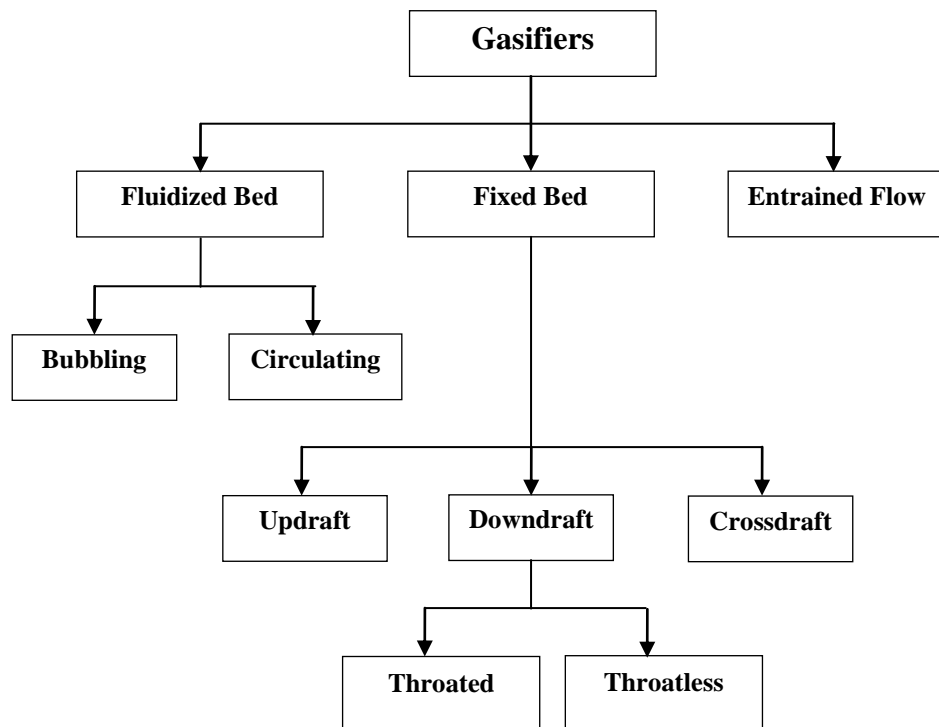 Gasifiers
Fluidized Bed
Fixed Bed
Entrained Flow
Bubbling
Circulating
Updraft
Downdraft
Crossdraft
Throated
Throatless